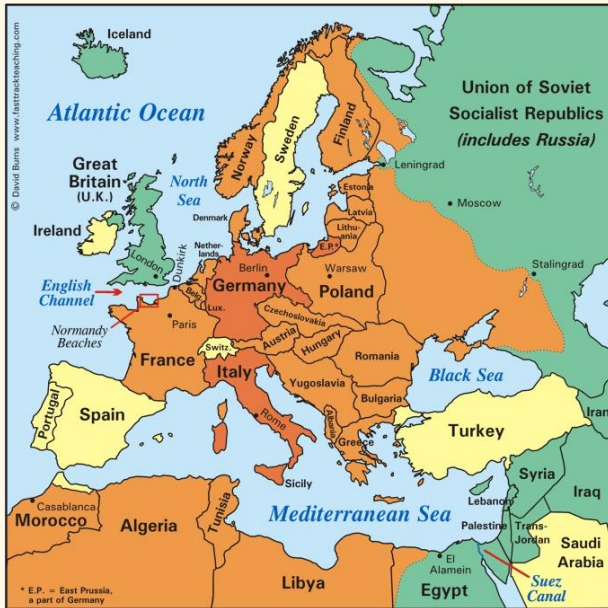 © David Burns www.fasttrackteaching.com
Iceland
Union of Soviet
Socialist Republics
(includes Russia)
Atlantic Ocean
Norway
Sweden
Finland
Great
Britain
(U.K.)
North
Sea
Leningrad
Estonia
Moscow
Latvia
Lithu-
ania
Denmark
Ireland
E.P.*
Stalingrad
London
Dunkirk
Nether-
lands
Berlin
Warsaw
Germany
Poland
English
Channel
Belg.
Lux.
Normandy
Beaches
Paris
Czechoslovakia
France
Switz.
Austria
Hungary
Romania
Italy
Yugoslavia
Black Sea
Bulgaria
Portugal
Spain
Rome
Albania
Greece
Turkey
Iran
Sicily
Syria
Lebanon
Iraq
Casablanca
Morocco
Algeria
Tunisia
Mediterranean Sea
Palestine
Trans-
Jordan
Saudi
Arabia
El
Alamein
Libya
Egypt
Suez
Canal
* E.P. = East Prussia,
a part of Germany